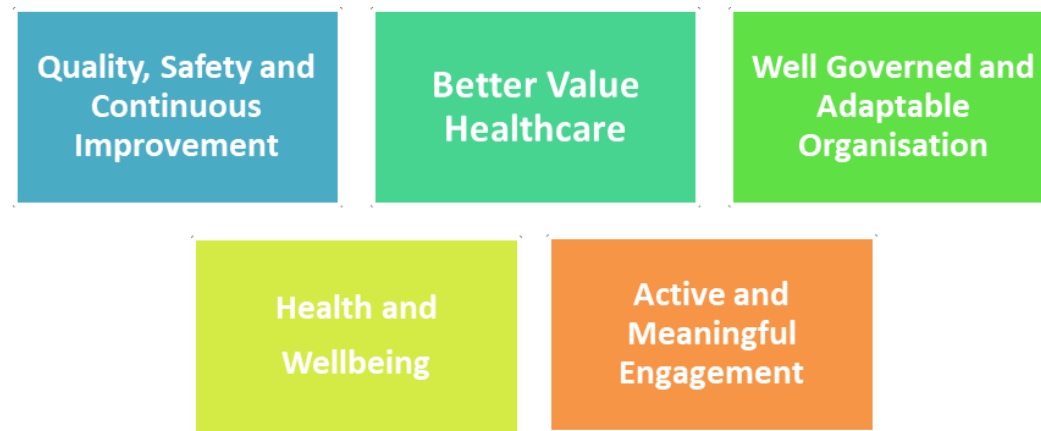 Quality, Safety and
Continuous
Improvement
Better Value
Healthcare
Well Governed and
Adaptable
Organisation
Health and
Wellbeing
Active and
Meaningful
Engagement